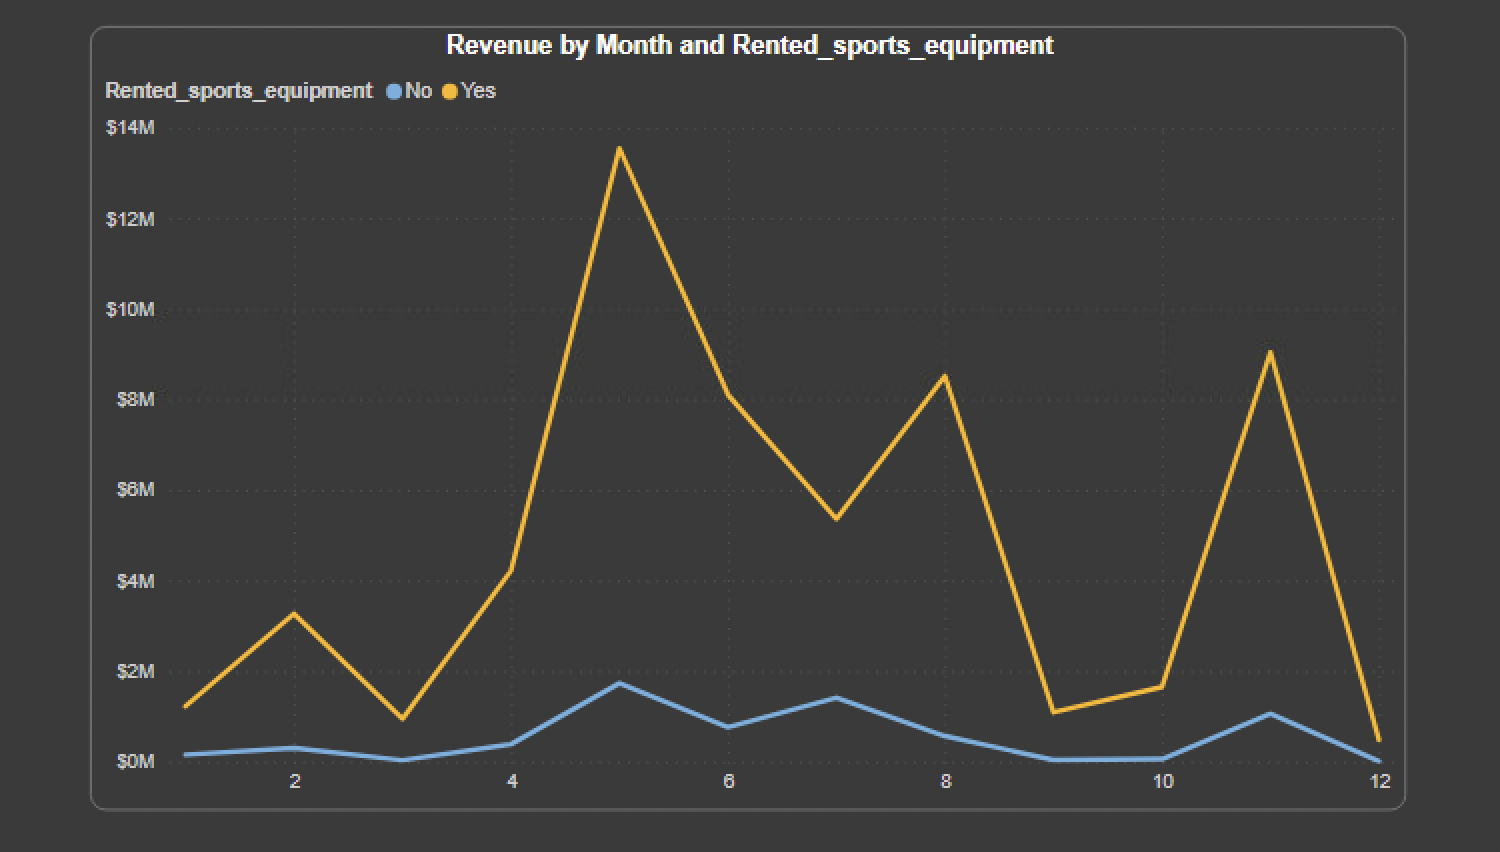 Revenue by Month and Rented_sports_equipment
Rented_sports_equipment No Yes
$14M
$12M
$10M
$8M
$6M
$4M
$2M
$0M
2 4 6 8 10 12